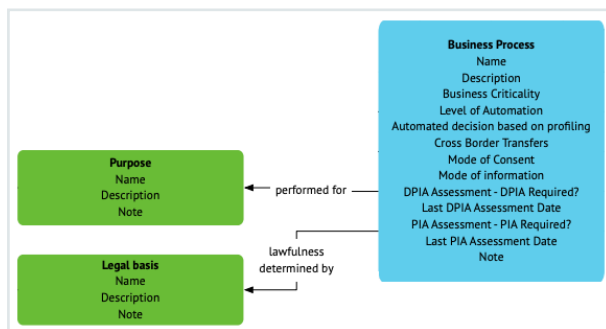 Business Process
Name
Description
Business Criticality
Level of Automation
Automated decision based on profiling
Cross Border Transfers
Mode of Consent
Mode of information
DPIA Assessment - DPIA Required?
Last DPIA Assessment Date
PIA Assessment - PIA Required?
Last PIA Assessment Date
Note
Purpose
Name
Description
Note
performed for
lawfulness
determined by
Legal basis
Name
Description
Note